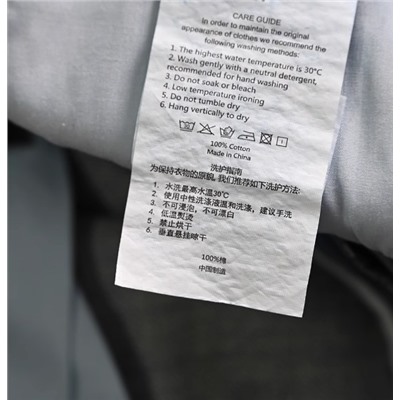 CARE GUIDE
In order to maintain the original
appearance of clothes we recommend the
following washing methods:
1. The highest water temperature is 30°C
2. Wash gently with a neutral detergent,
recommended for hand washing
3. Do not soak or bleach
4. Low temperature ironing
5. Do not tumble dry
6. Hang vertically to dry
100% Cotton
Made in China
洗护指南
为保持衣物的原貌，我们推荐如下洗护方法:
1. 水洗最高水温30℃
2. 使用中性洗涤液温和洗涤，建议手洗
3. 不可浸泡，不可漂白
4. 低温熨烫
5. 禁止烘干
6. 垂直悬挂晾干
100%棉
中国制造